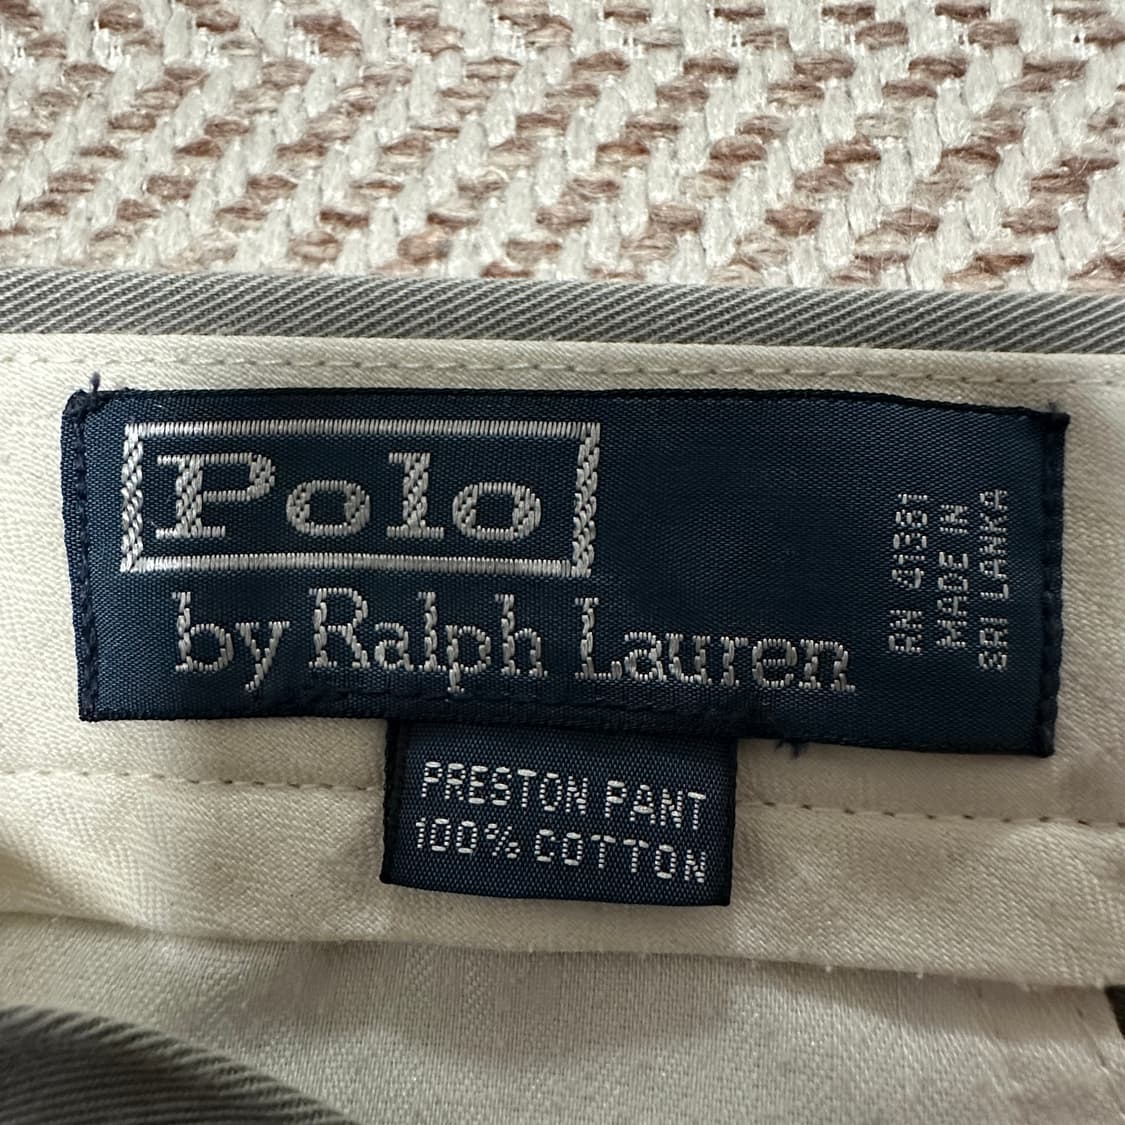 Polo
by Ralph Lauren
RN 41381
MADE IN
SRI LANKA
PRESTON PANT
100% COTTON